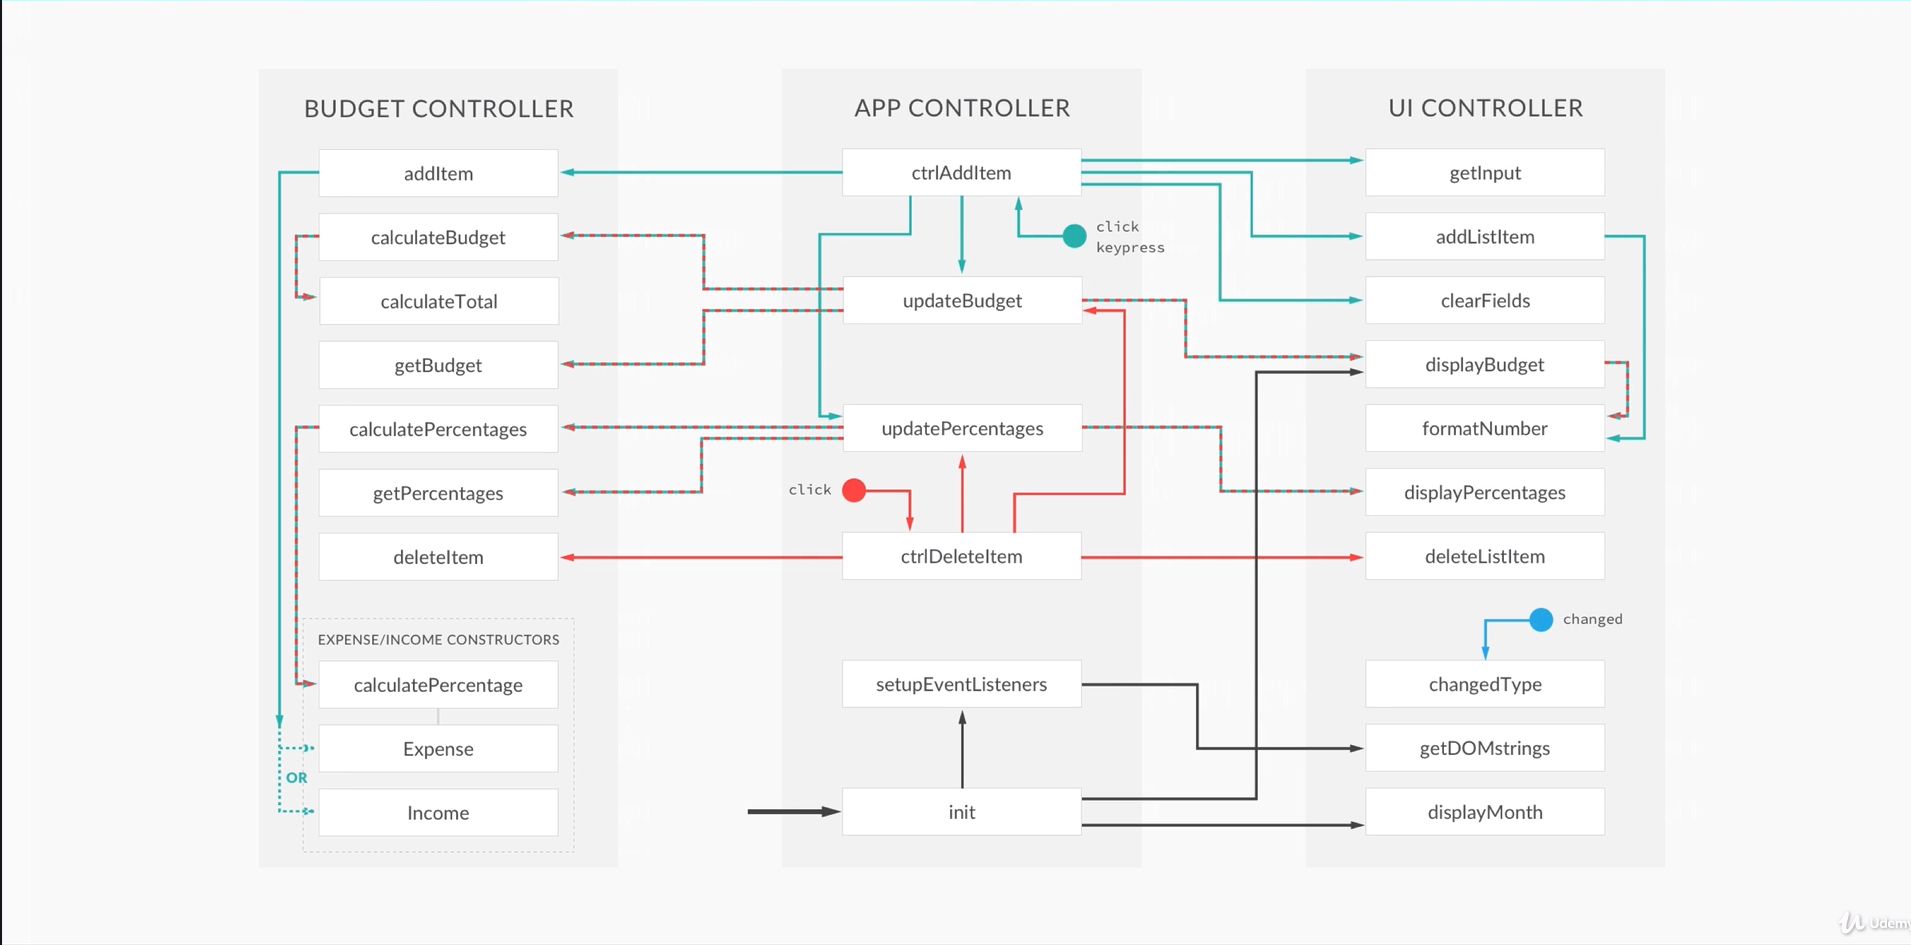 BUDGET CONTROLLER
addItem
calculateBudget
calculateTotal
getBudget
calculatePercentages
getPercentages
deleteItem
EXPENSE/INCOME CONSTRUCTORS
calculatePercentage
Expense
OR
Income
APP CONTROLLER
ctrlAddItem
click
keypress
updateBudget
updatePercentages
click
ctrlDeleteItem
setupEventListeners
init
UI CONTROLLER
getInput
addListItem
clearFields
displayBudget
formatNumber
displayPercentages
deleteListItem
changed
changedType
getDOMstrings
displayMonth
Udemy